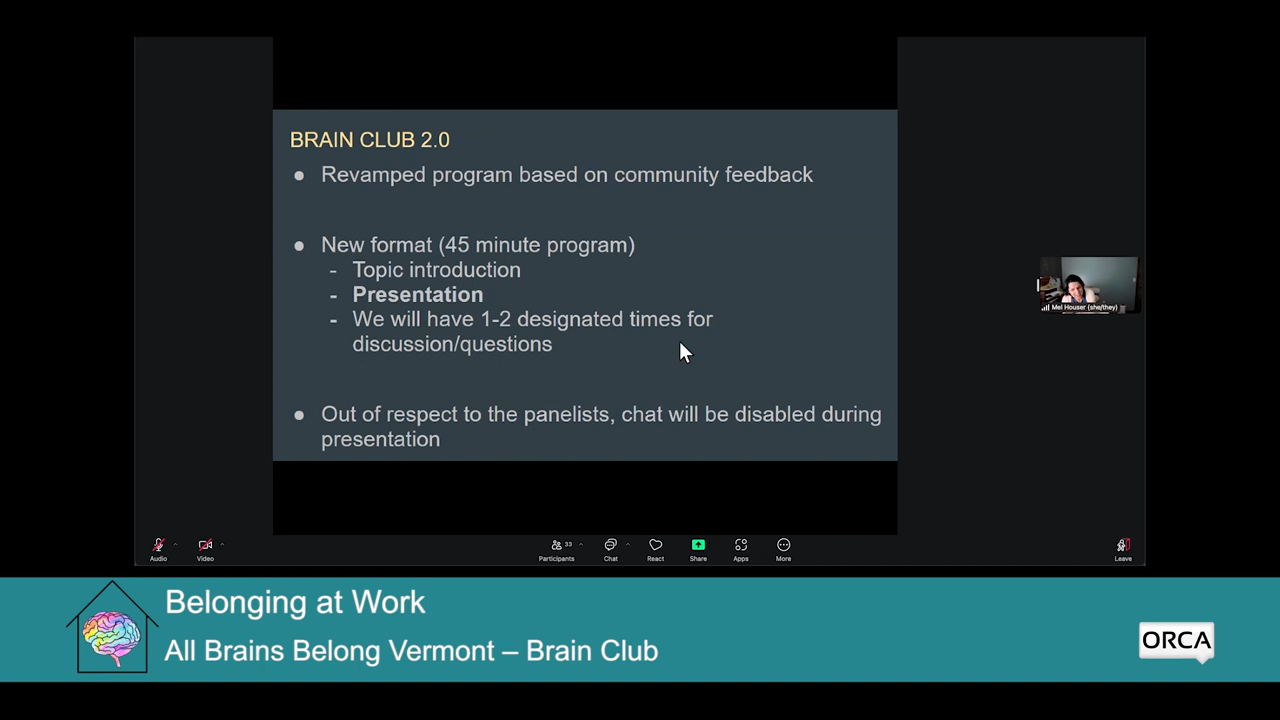 BRAIN CLUB 2.0
● Revamped program based on community feedback
● New format (45 minute program)
- Topic introduction
- Presentation
- We will have 1-2 designated times for
discussion/questions
● Out of respect to the panelists, chat will be disabled during
presentation
Mel Houser (she/they)
Audio
Video
33
Participants
Chat
React
Share
Apps
More
Leave
Belonging at Work
All Brains Belong Vermont – Brain Club
ORCA